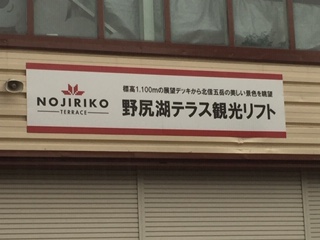 標高1,100mの展望デッキから北信五岳の美しい景色を眺望
NOJIRIKO
TERRACE
野尻湖テラス観光リフト